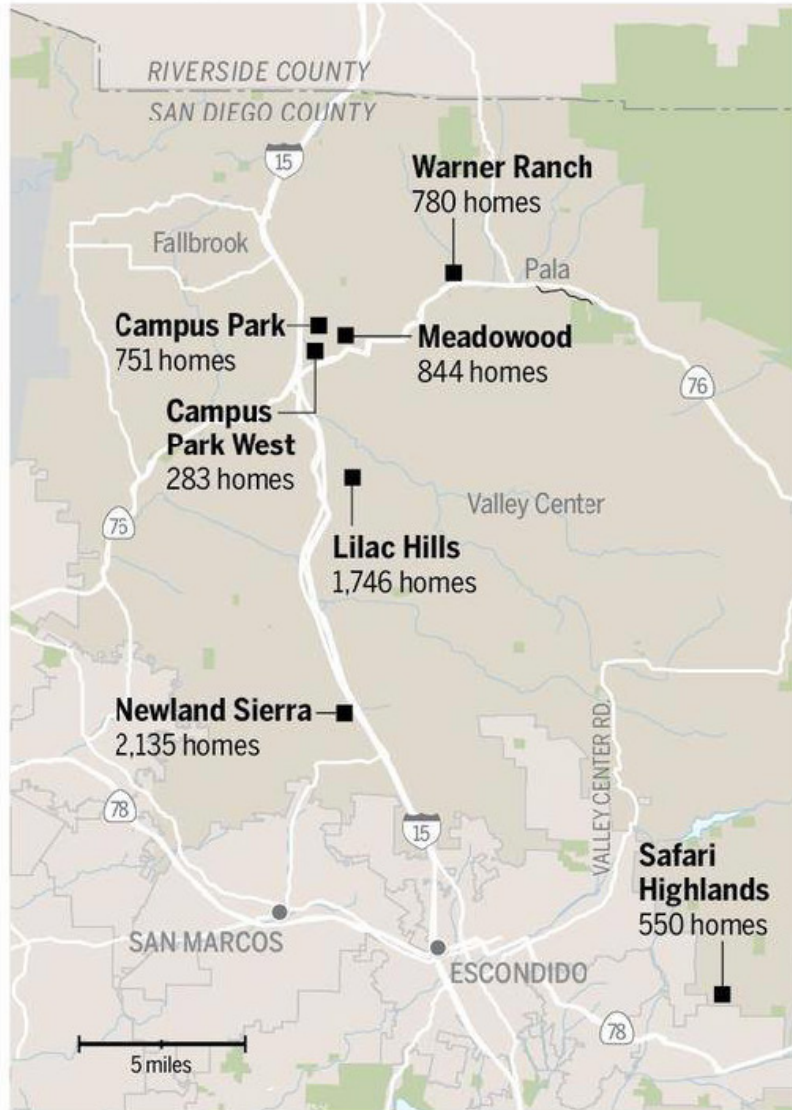 RIVERSIDE COUNTY
SAN DIEGO COUNTY
15
Warner Ranch
780 homes
Fallbrook
Pala
Campus Park
751 homes
Meadowood
844 homes
76
Campus
Park West
283 homes
76
Valley Center
Lilac Hills
1,746 homes
Newland Sierra
2,135 homes
VALLEY CENTER RD.
78
15
Safari
Highlands
550 homes
SAN MARCOS
ESCONDIDO
78
5 miles